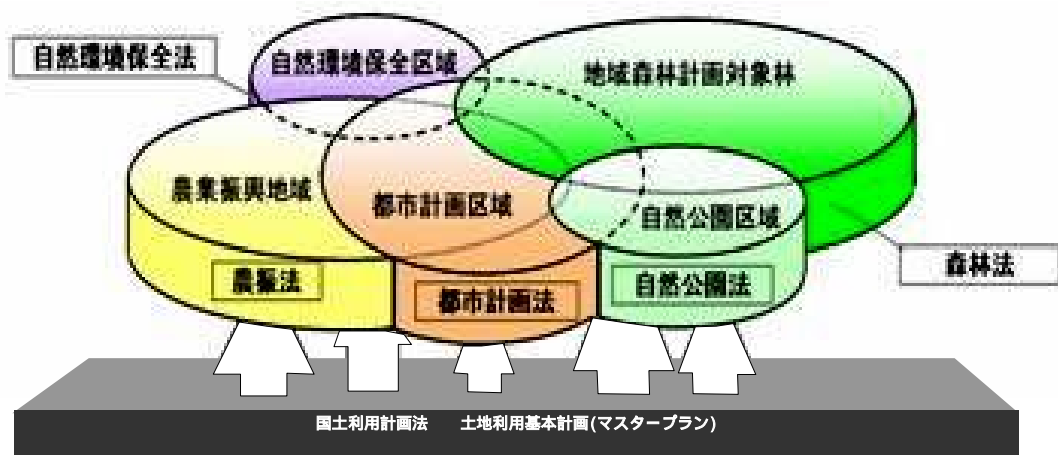 自然環境保全法
自然環境保全区域
地域森林計画対象林
農業振興地域
都市計画区域
自然公園区域
農振法
都市計画法
自然公園法
森林法
国土利用計画法　土地利用基本計画(マスタープラン)